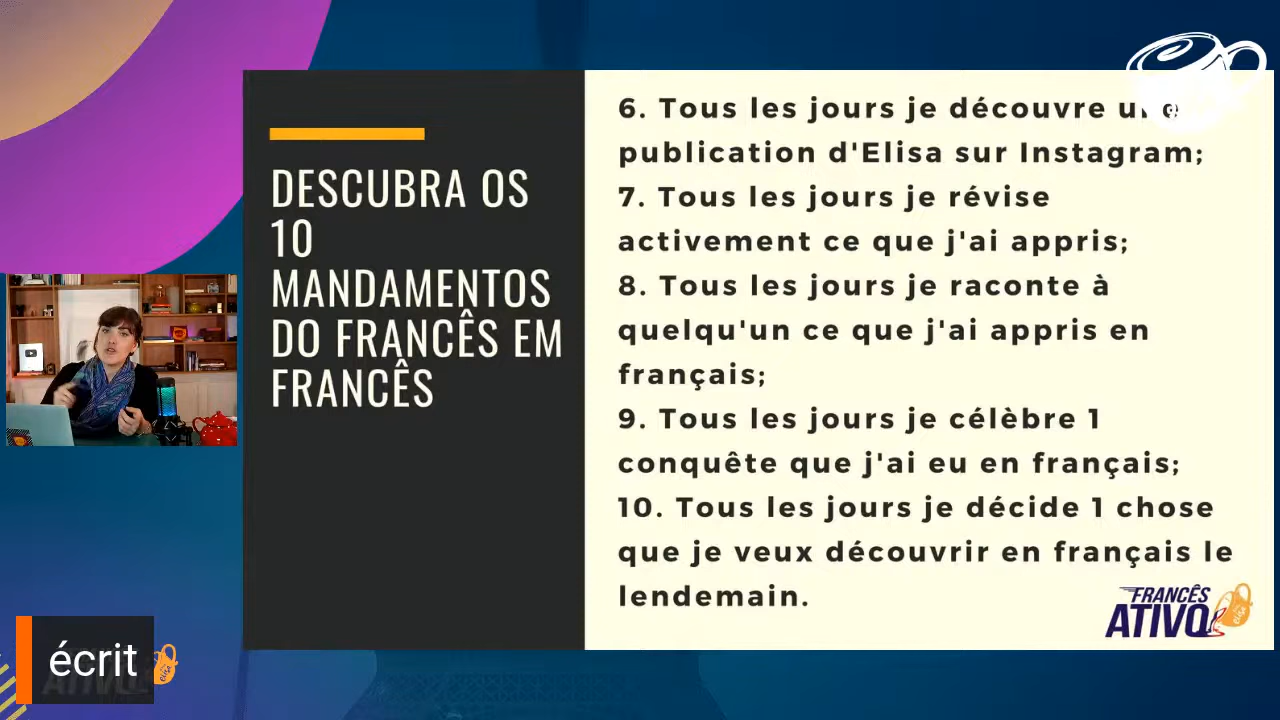 DESCUBRA OS
10
MANDAMENTOS
DO FRANCÊS EM
FRANCÊS
6. Tous les jours je découvre une
publication d'Elisa sur Instagram;
7. Tous les jours je révise
activement ce que j'ai appris;
8. Tous les jours je raconte à
quelqu'un ce que j'ai appris en
français;
9. Tous les jours je célèbre 1
conquête que j'ai eu en français;
10. Tous les jours je décide 1 chose
que je veux découvrir en français le
lendemain.
FRANCÊS
ATIVO
elisa
écrit